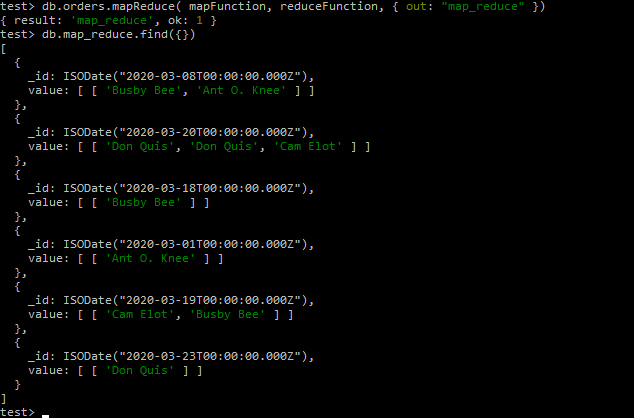 test> db.orders.mapReduce( mapFunction, reduceFunction, { out: "map_reduce" })
{ result: 'map_reduce', ok: 1 }
test> db.map_reduce.find({})
[
  {
    _id: ISODate("2020-03-08T00:00:00.000Z"),
    value: [ [ 'Busby Bee', 'Ant O. Knee' ] ]
  },
  {
    _id: ISODate("2020-03-20T00:00:00.000Z"),
    value: [ [ 'Don Quis', 'Don Quis', 'Cam Elot' ] ]
  },
  {
    _id: ISODate("2020-03-18T00:00:00.000Z"),
    value: [ [ 'Busby Bee' ] ]
  },
  {
    _id: ISODate("2020-03-01T00:00:00.000Z"),
    value: [ [ 'Ant O. Knee' ] ]
  },
  {
    _id: ISODate("2020-03-19T00:00:00.000Z"),
    value: [ [ 'Cam Elot', 'Busby Bee' ] ]
  },
  {
    _id: ISODate("2020-03-23T00:00:00.000Z"),
    value: [ [ 'Don Quis' ] ]
  }
]
test>